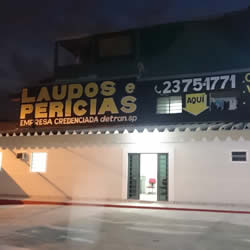 LAUDOS e
PERÍCIAS
EMPRESA CREDENCIADA detran.sp
2375-1771
AQUI